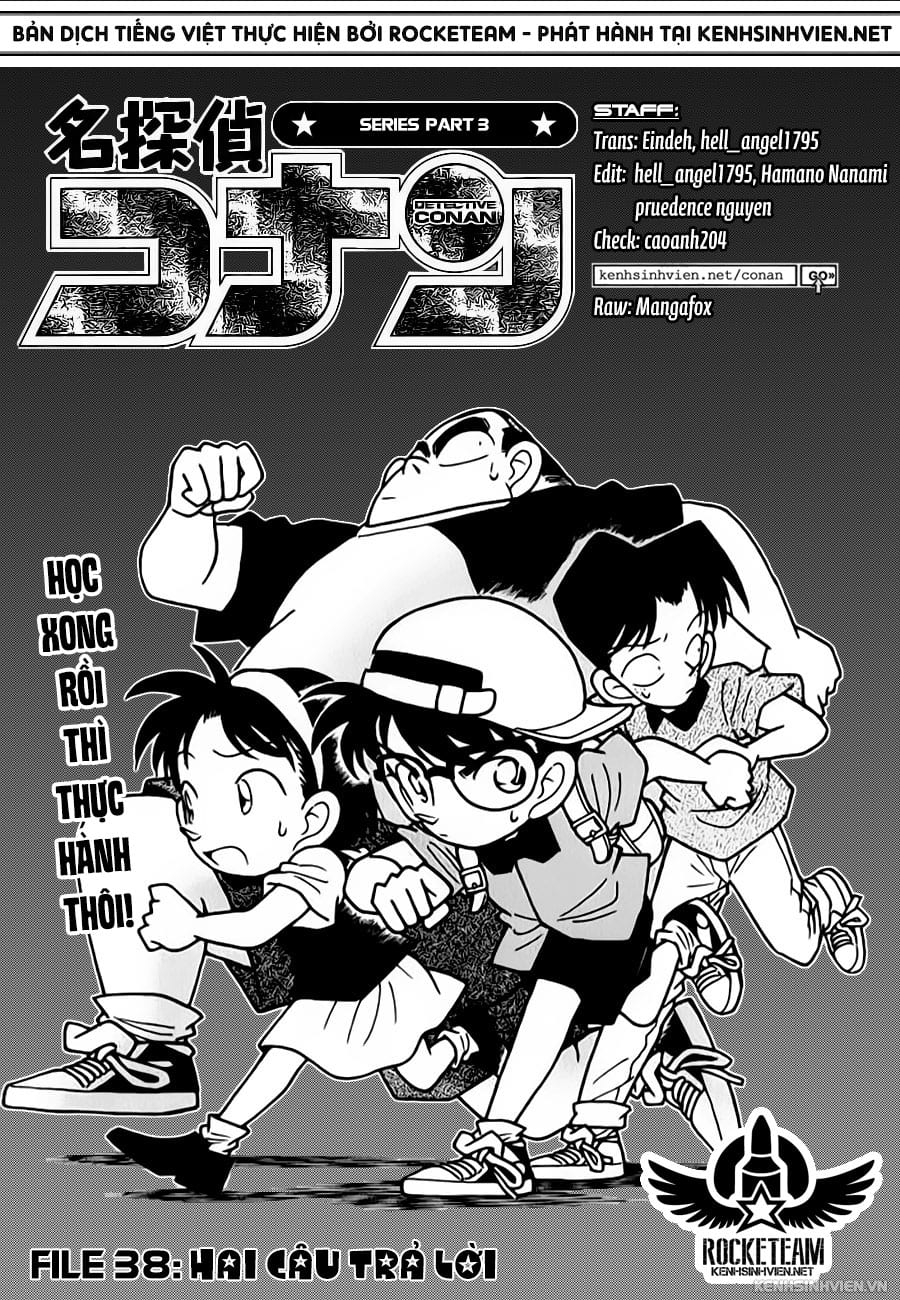 BẢN DỊCH TIẾNG VIỆT THỰC HIỆN BỞI ROCKETEAM - PHÁT HÀNH TẠI KENHSINHVIEN.NET
名探偵
★ SERIES PART 3 ★
コナン
DETECTIVE
CONAN
STAFF:
Trans: Eindeh, hell_angel1795
Edit: hell_angel1795, Hamano Nanami
pruedence nguyen
Check: caoanh204
kenhsinhvien.net/conan GO»
Raw: Mangafox
HỌC
XONG
RỒI
THÌ
THỰC
HÀNH
THÔI!
FILE 38: HAI CÂU TRẢ LỜI
ROCKETEAM
KENHSINHVIEN.NET
KENHSINHVIEN.VN